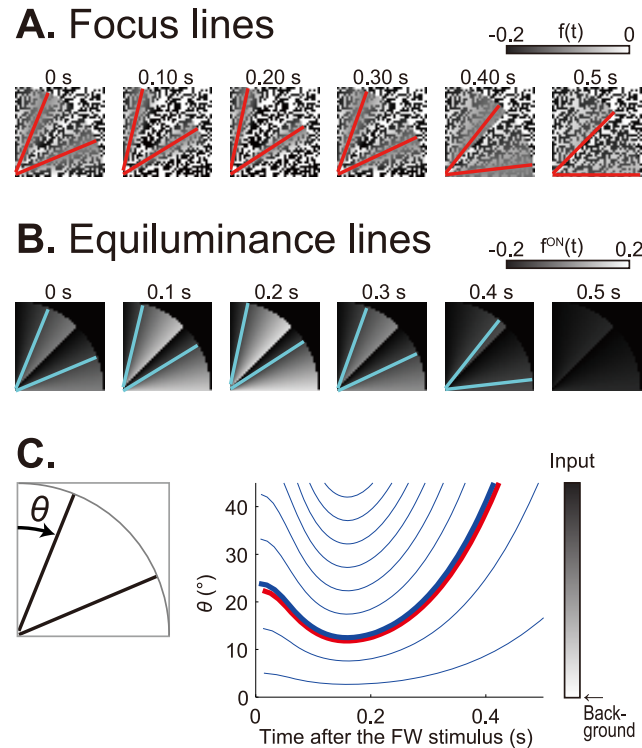 A. Focus lines
f(t)
-0.2 0
0 s 0.10 s 0.20 s 0.30 s 0.40 s 0.5 s
B. Equiluminance lines
f^ON(t)
-0.2 0.2
0 s 0.1 s 0.2 s 0.3 s 0.4 s 0.5 s
C.
θ
θ (°)
40
30
20
10
0
0 0.2 0.4
Time after the FW stimulus (s)
Input
←
Back-
ground